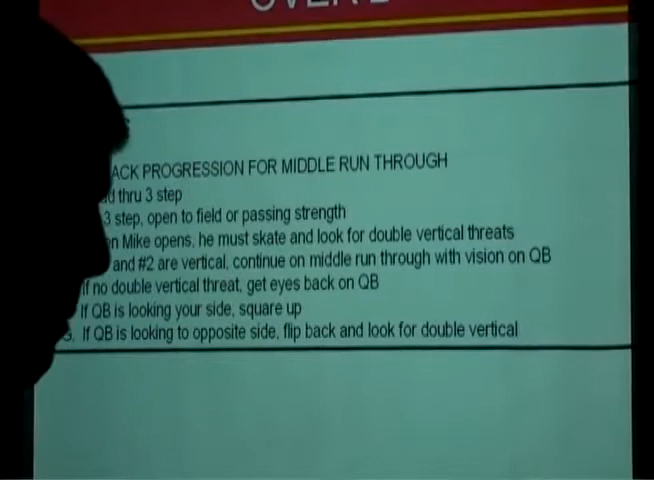 PROGRESSION FOR MIDDLE RUN THROUGH
thru 3 step
3 step, open to field or passing strength
Mike opens, he must skate and look for double vertical threats
and #2 are vertical, continue on middle run through with vision on QB
If no double vertical threat, get eyes back on QB
If QB is looking your side, square up
If QB is looking to opposite side, flip back and look for double vertical